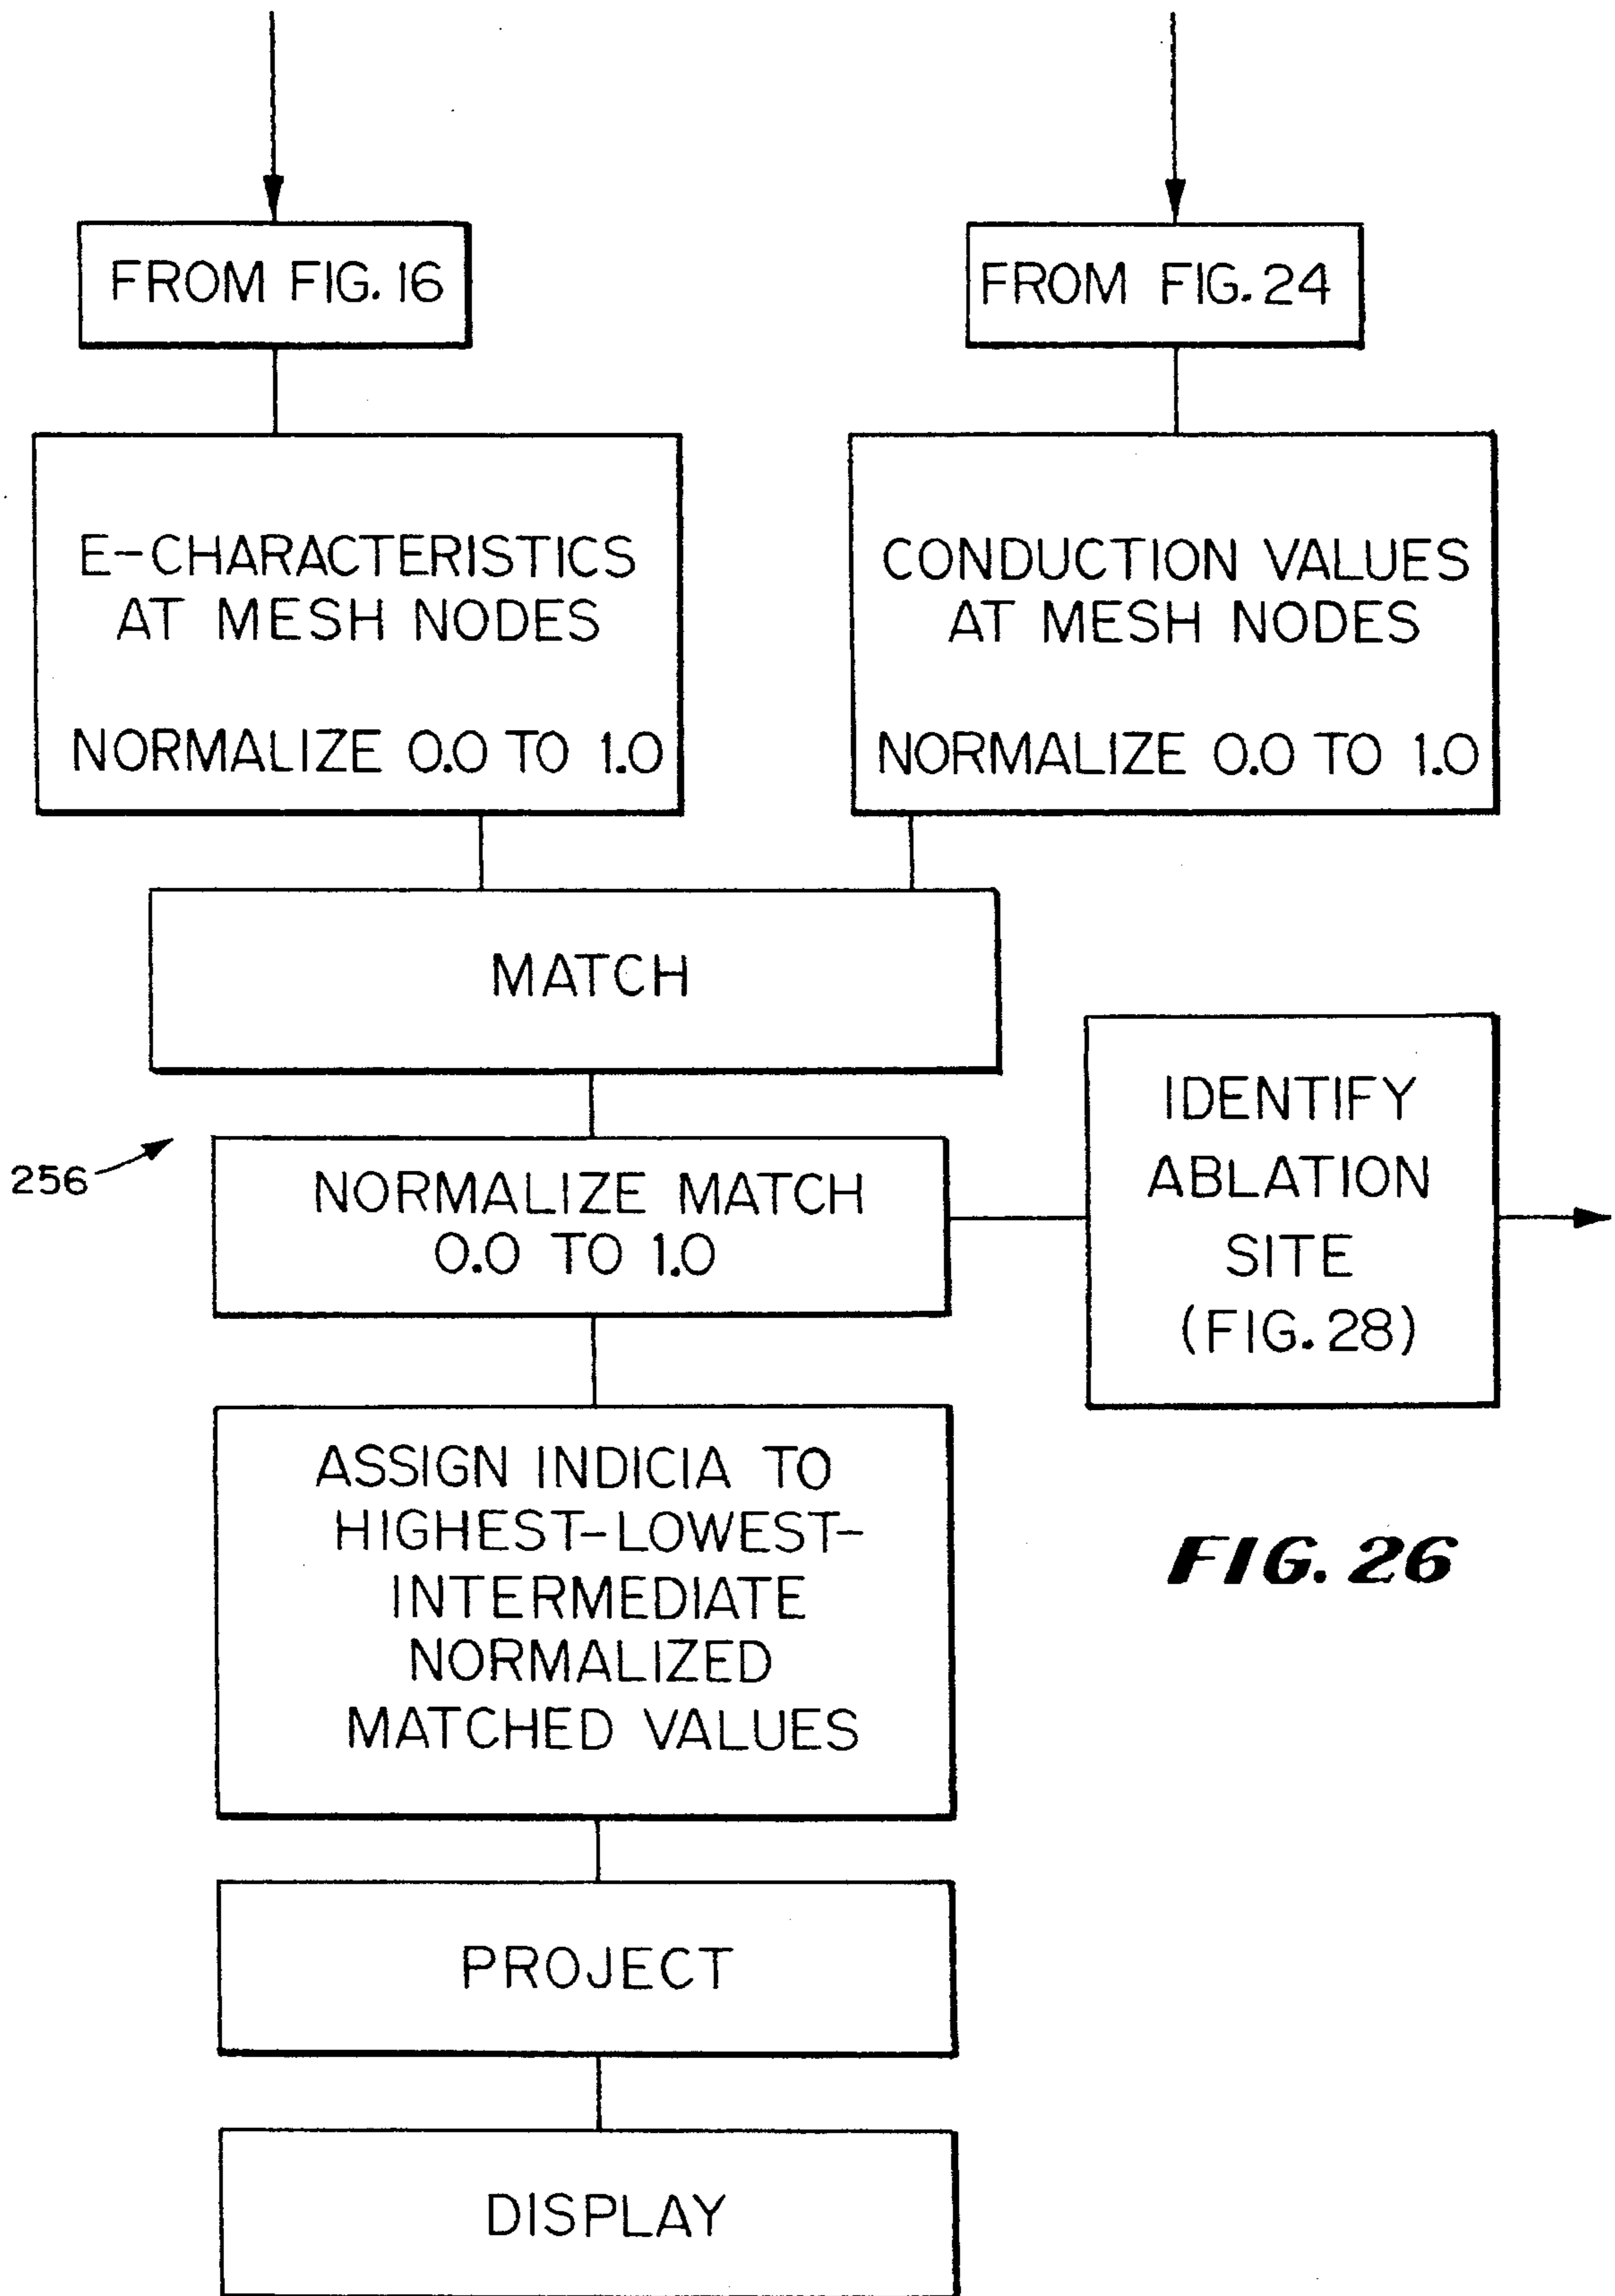 FROM FIG. 16
FROM FIG. 24
E-CHARACTERISTICS
AT MESH NODES
NORMALIZE 0.0 TO 1.0
CONDUCTION VALUES
AT MESH NODES
NORMALIZE 0.0 TO 1.0
MATCH
256
NORMALIZE MATCH
0.0 TO 1.0
IDENTIFY
ABLATION
SITE
(FIG. 28)
ASSIGN INDICIA TO
HIGHEST-LOWEST-
INTERMEDIATE
NORMALIZED
MATCHED VALUES
FIG. 26
PROJECT
DISPLAY